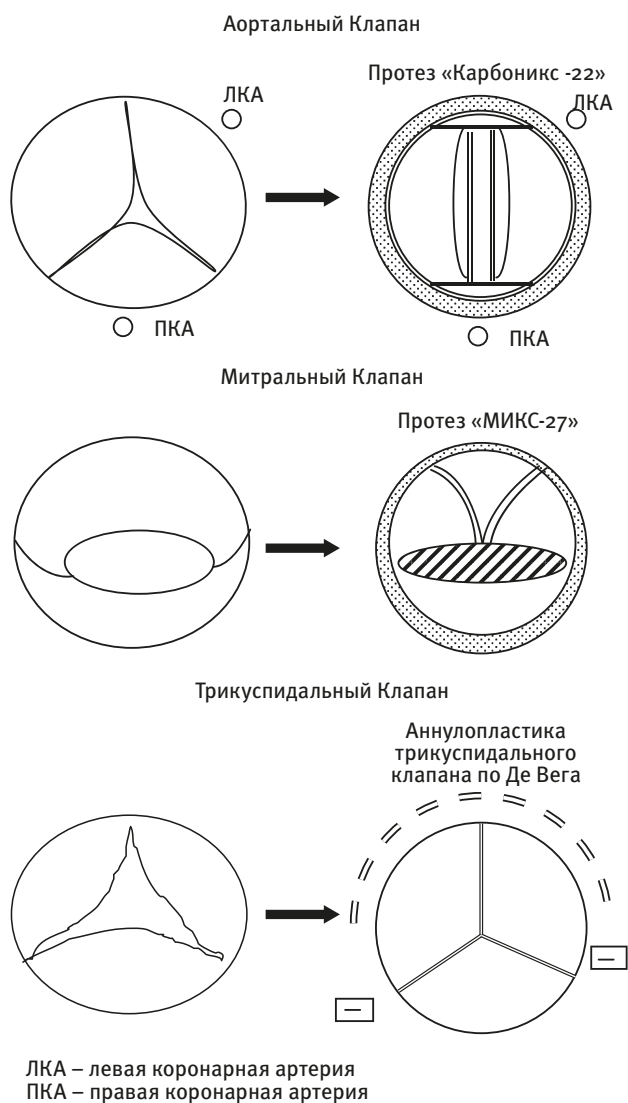 Аортальный Клапан
Протез «Карбоникс -22»
ЛКА
ЛКА
ПКА
ПКА
Митральный Клапан
Протез «МИКС-27»
Трикуспидальный Клапан
Аннулопластика
трикуспидального
клапана по Де Вега
ЛКА – левая коронарная артерия
ПКА – правая коронарная артерия